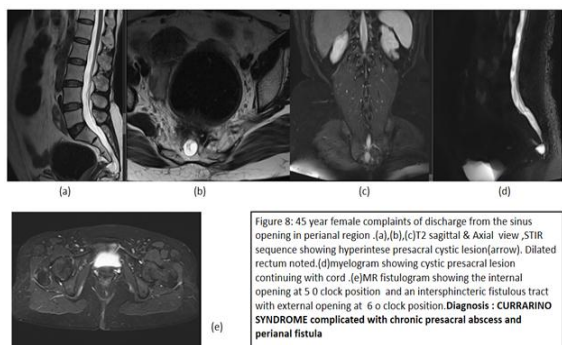 (a)
(b)
(c)
(d)
(e)
Figure 8: 45 year female complaints of discharge from the sinus
opening in perianal region .(a),(b),(c)T2 sagittal & Axial view ,STIR
sequence showing hyperintese presacral cystic lesion(arrow). Dilated
rectum noted.(d)myelogram showing cystic presacral lesion
continuing with cord .(e)MR fistulogram showing the internal
opening at 5 0 clock position and an intersphincteric fistulous tract
with external opening at 6 o clock position.Diagnosis : CURRARINO
SYNDROME complicated with chronic presacral abscess and
perianal fistula